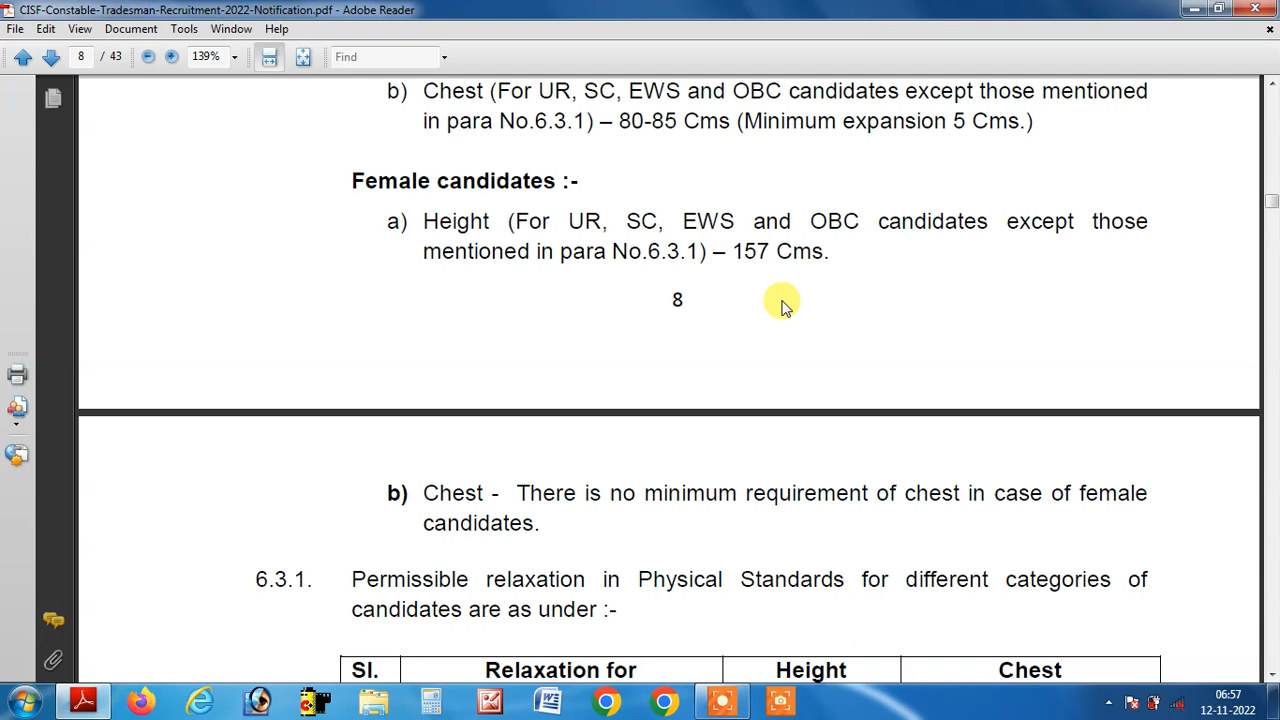 CISF-Constable-Tradesman-Recruitment-2022-Notification.pdf - Adobe Reader
File Edit View Document Tools Window Help
8 / 43 139% Find
b) Chest (For UR, SC, EWS and OBC candidates except those mentioned
in para No.6.3.1) – 80-85 Cms (Minimum expansion 5 Cms.)
Female candidates :-
a) Height (For UR, SC, EWS and OBC candidates except those
mentioned in para No.6.3.1) – 157 Cms.
8
b) Chest - There is no minimum requirement of chest in case of female
candidates.
6.3.1. Permissible relaxation in Physical Standards for different categories of
candidates are as under :-
Sl. Relaxation for Height Chest
06:57
12-11-2022